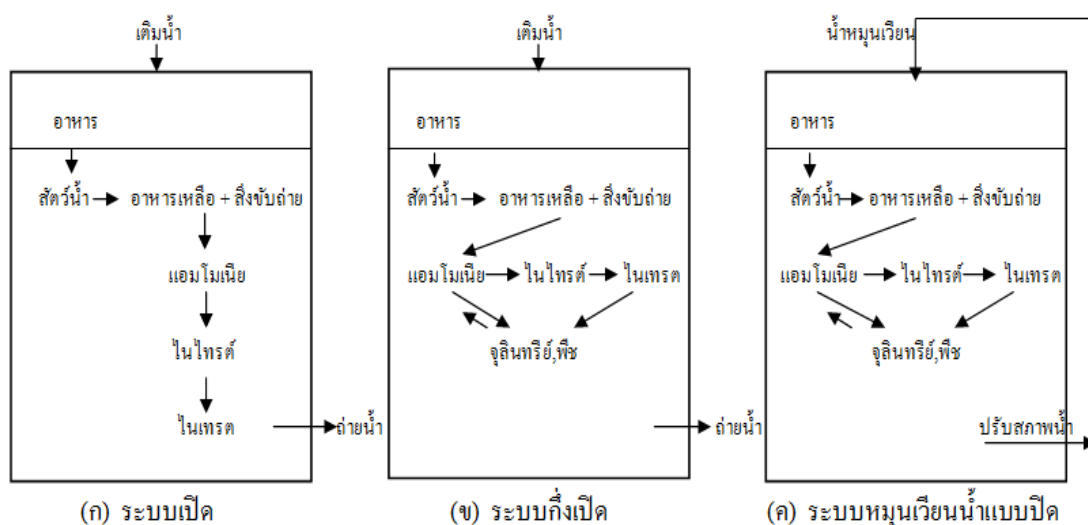 เติมน้ำ
อาหาร
สัตว์น้ำ อาหารเหลือ + สิ่งขับถ่าย
แอมโมเนีย
ไนไทรต์
ไนเทรต ถ่ายน้ำ
(ก) ระบบเปิด
เติมน้ำ
อาหาร
สัตว์น้ำ อาหารเหลือ + สิ่งขับถ่าย
แอมโมเนีย ไนไทรต์ ไนเทรต
จุลินทรีย์,พืช
ถ่ายน้ำ
(ข) ระบบกึ่งเปิด
น้ำหมุนเวียน
อาหาร
สัตว์น้ำ อาหารเหลือ + สิ่งขับถ่าย
แอมโมเนีย ไนไทรต์ ไนเทรต
จุลินทรีย์,พืช
ปรับสภาพน้ำ
(ค) ระบบหมุนเวียนน้ำแบบปิด